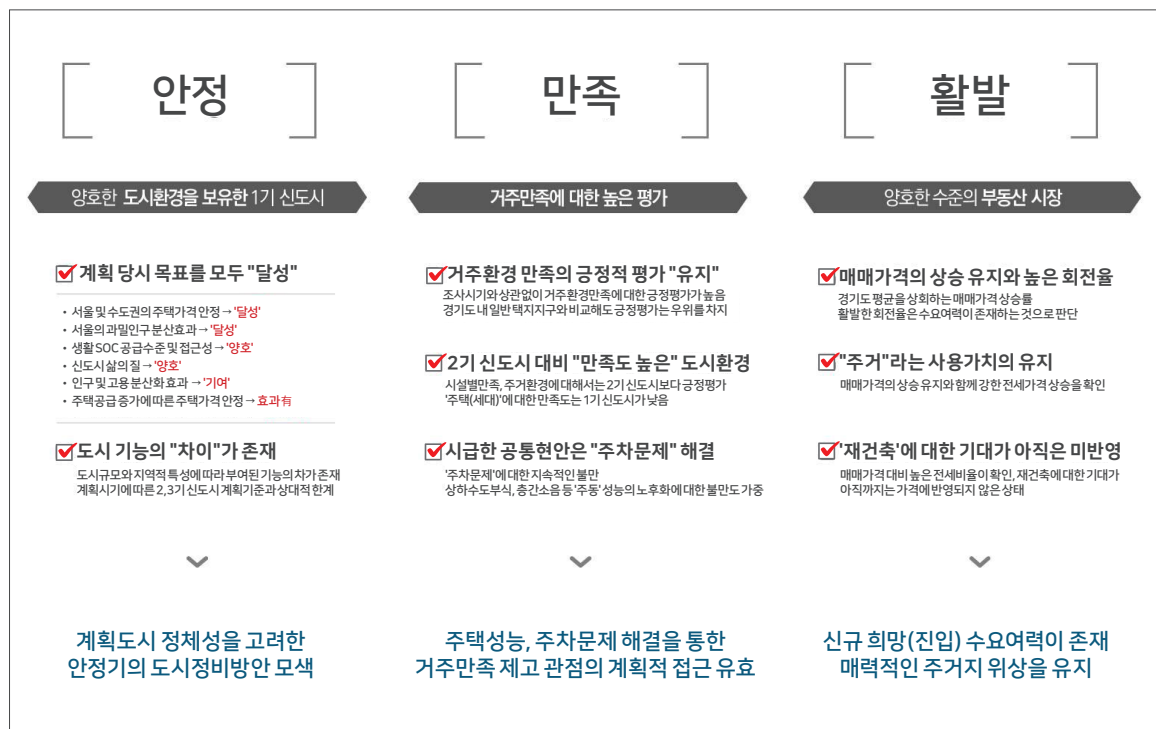 안정
양호한 도시환경을 보유한 1기 신도시
계획 당시 목표를 모두 "달성"
• 서울 및 수도권의 주택가격 안정 → '달성'
• 서울의 과밀인구 분산효과 → '달성'
• 생활 SOC 공급수준 및 접근성 → '양호'
• 신도시 삶의 질 → '양호'
• 인구 및 고용 분산화 효과 → '기여'
• 주택공급 증가에 따른 주택가격 안정 → 효과有
도시 기능의 "차이"가 존재
도시규모와 지역적 특성에 따라 부여된 기능의 차가 존재
계획시기에 따른 2,3기 신도시 계획기준과 상대적 한계
계획도시 정체성을 고려한
안정기의 도시정비방안 모색
만족
거주만족에 대한 높은 평가
거주환경 만족의 긍정적 평가 "유지"
조사시기와 상관없이 거주환경만족에 대한 긍정평가가 높음
경기도 내 일반 택지지구와 비교해도 긍정평가는 우위를 차지
2기 신도시 대비 "만족도 높은" 도시환경
시설별만족, 주거환경에 대해서는 2기 신도시보다 긍정평가
'주택(세대)'에 대한 만족도는 1기 신도시가 낮음
시급한 공통현안은 "주차문제" 해결
'주차문제'에 대한 지속적인 불만
상하수도부식, 층간소음 등 '주동' 성능의 노후화에 대한 불만도 가중
주택성능, 주차문제 해결을 통한
거주만족 제고 관점의 계획적 접근 유효
활발
양호한 수준의 부동산 시장
매매가격의 상승 유지와 높은 회전율
경기도 평균을 상회하는 매매가격 상승률
활발한 회전율은 수요여력이 존재하는 것으로 판단
"주거"라는 사용가치의 유지
매매가격의 상승 유지와 함께 강한 전세가격 상승을 확인
'재건축'에 대한 기대가 아직은 미반영
매매가격 대비 높은 전세비율이 확인, 재건축에 대한 기대가
아직까지는 가격에 반영되지 않은 상태
신규 희망(진입) 수요여력이 존재
매력적인 주거지 위상을 유지